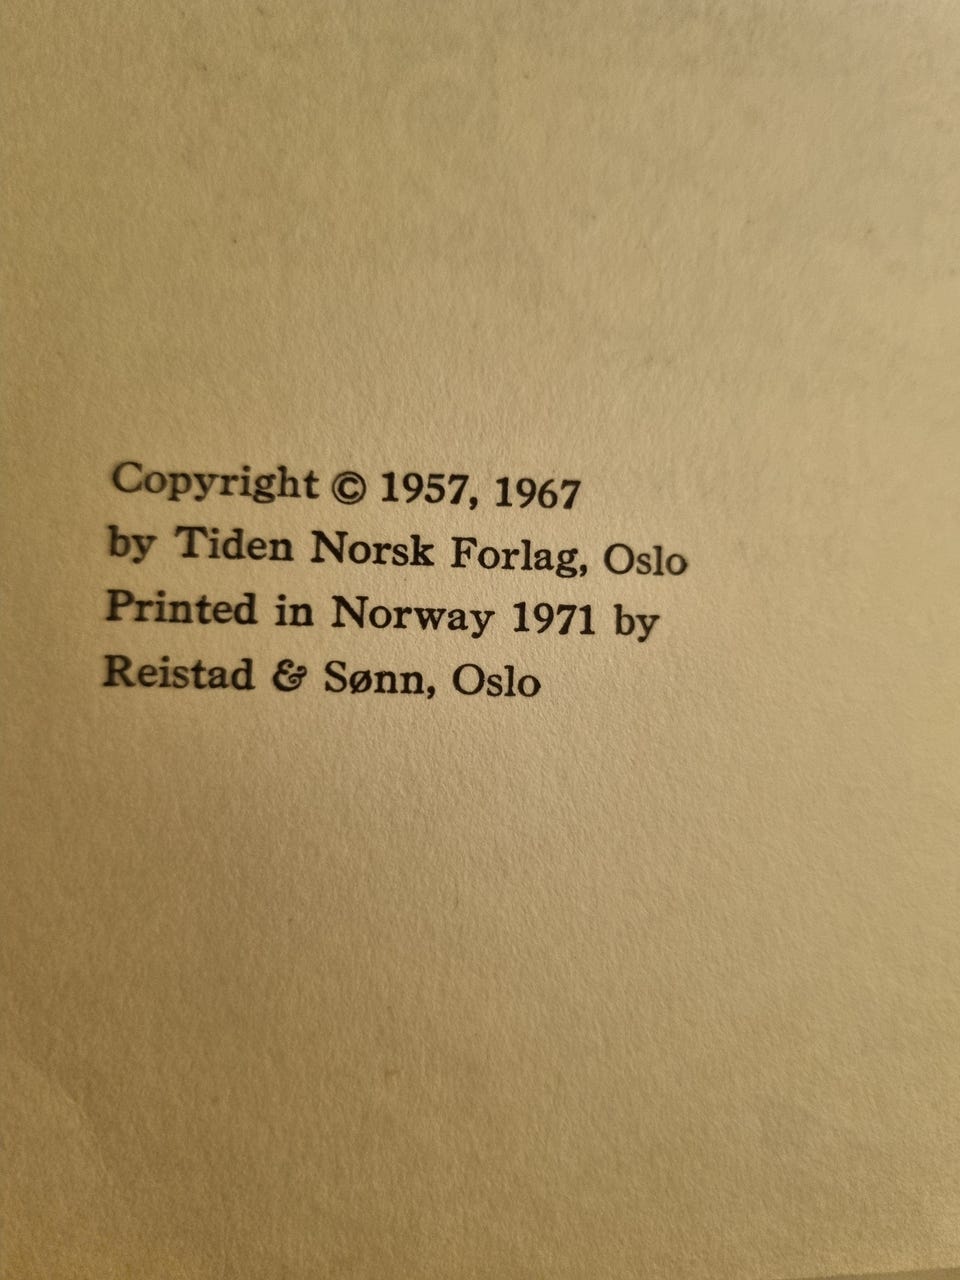 Copyright © 1957, 1967
by Tiden Norsk Forlag, Oslo
Printed in Norway 1971 by
Reistad & Sønn, Oslo